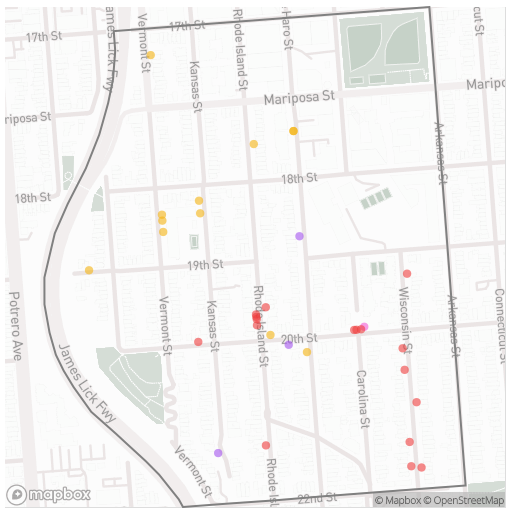 17th St
17th St
James Lick Fwy
Vermont St
Kansas St
Rhode Island St
Haro St
cut St
Mariposa St
Maripo
ariposa St
Arkansas St
18th St
18th St
19th St
Potrero Ave
Vermont St
Kansas St
Rhode Island St
Wisconsin St
Arkansas St
Connecticut St
20th St
James Lick Fwy
Carolina St
Vermont St
Rhode Isl
22nd St
mapbox
© Mapbox © OpenStreetMap